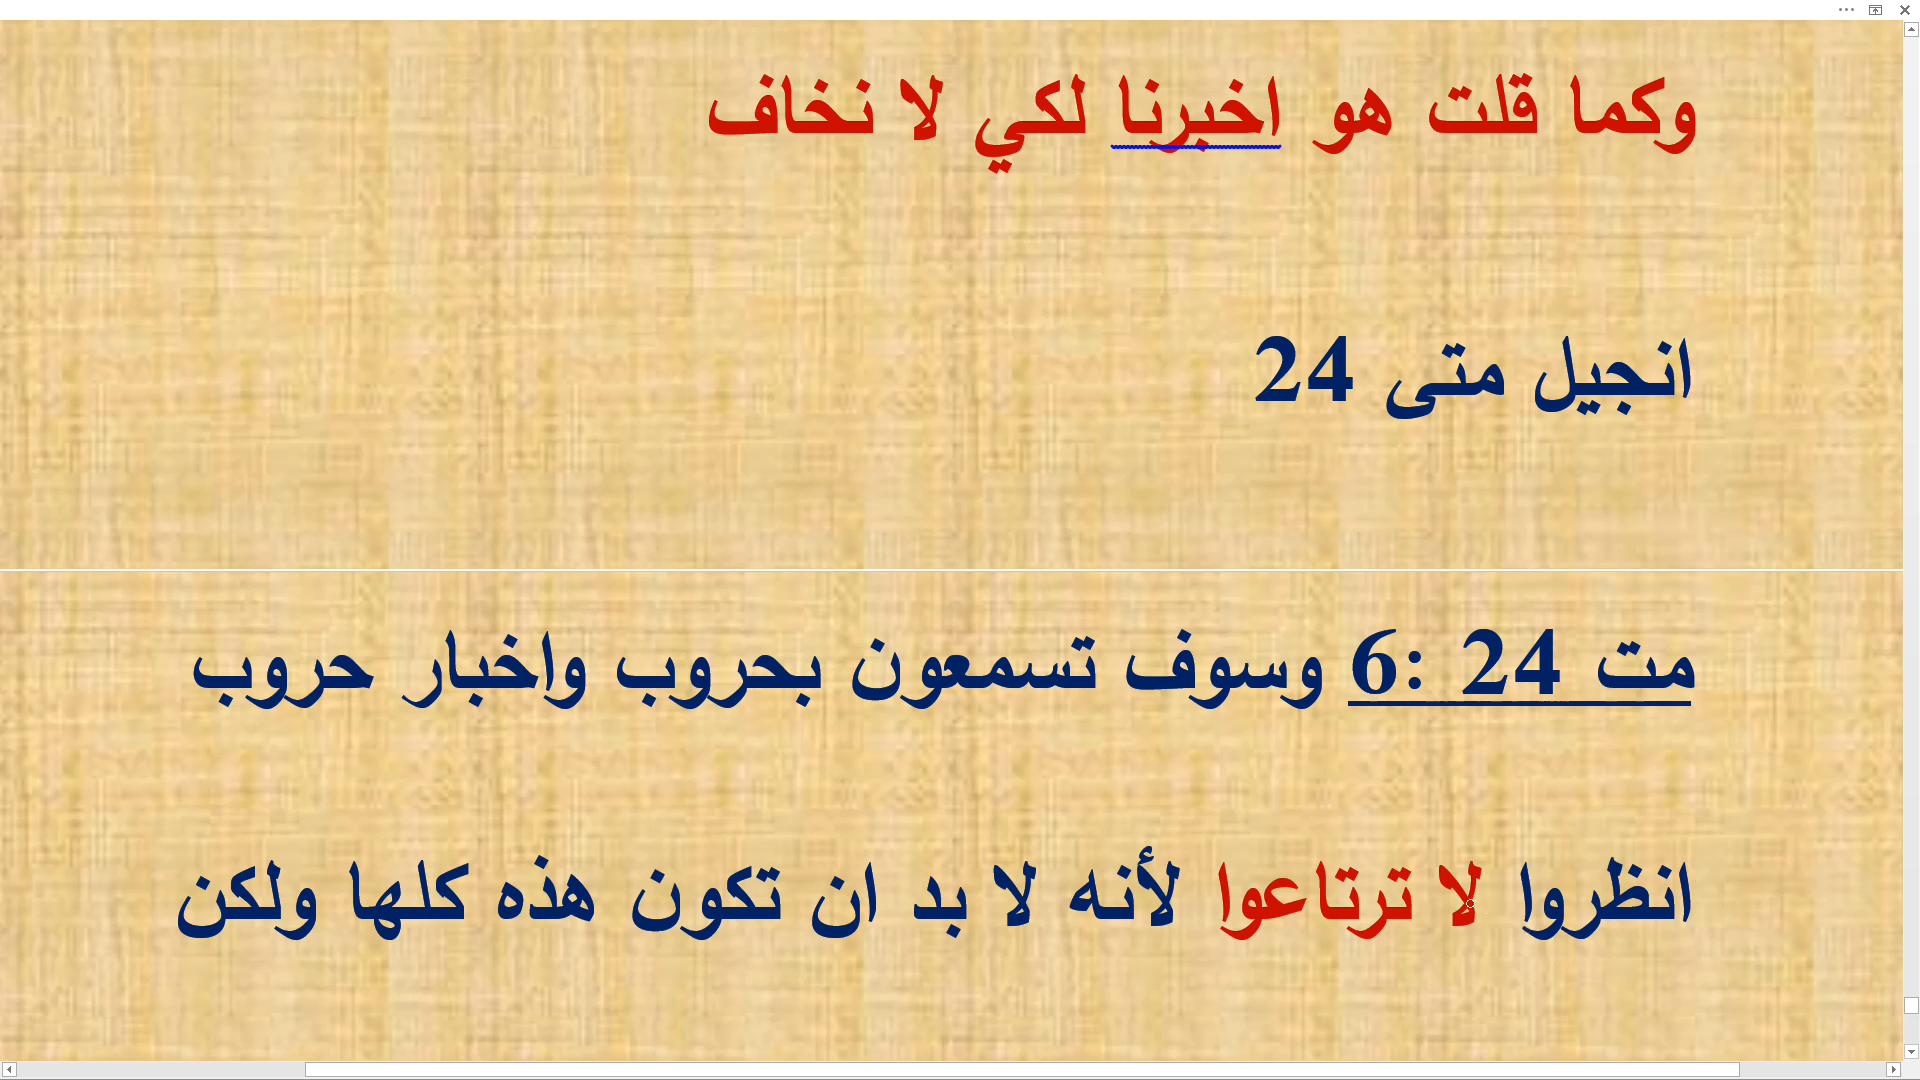 وكما قلت هو اخبرنا لكي لا نخاف
انجيل متى 24
مت 24 :6 وسوف تسمعون بحروب واخبار حروب
انظروا لا ترتاعوا لأنه لا بد ان تكون هذه كلها ولكن